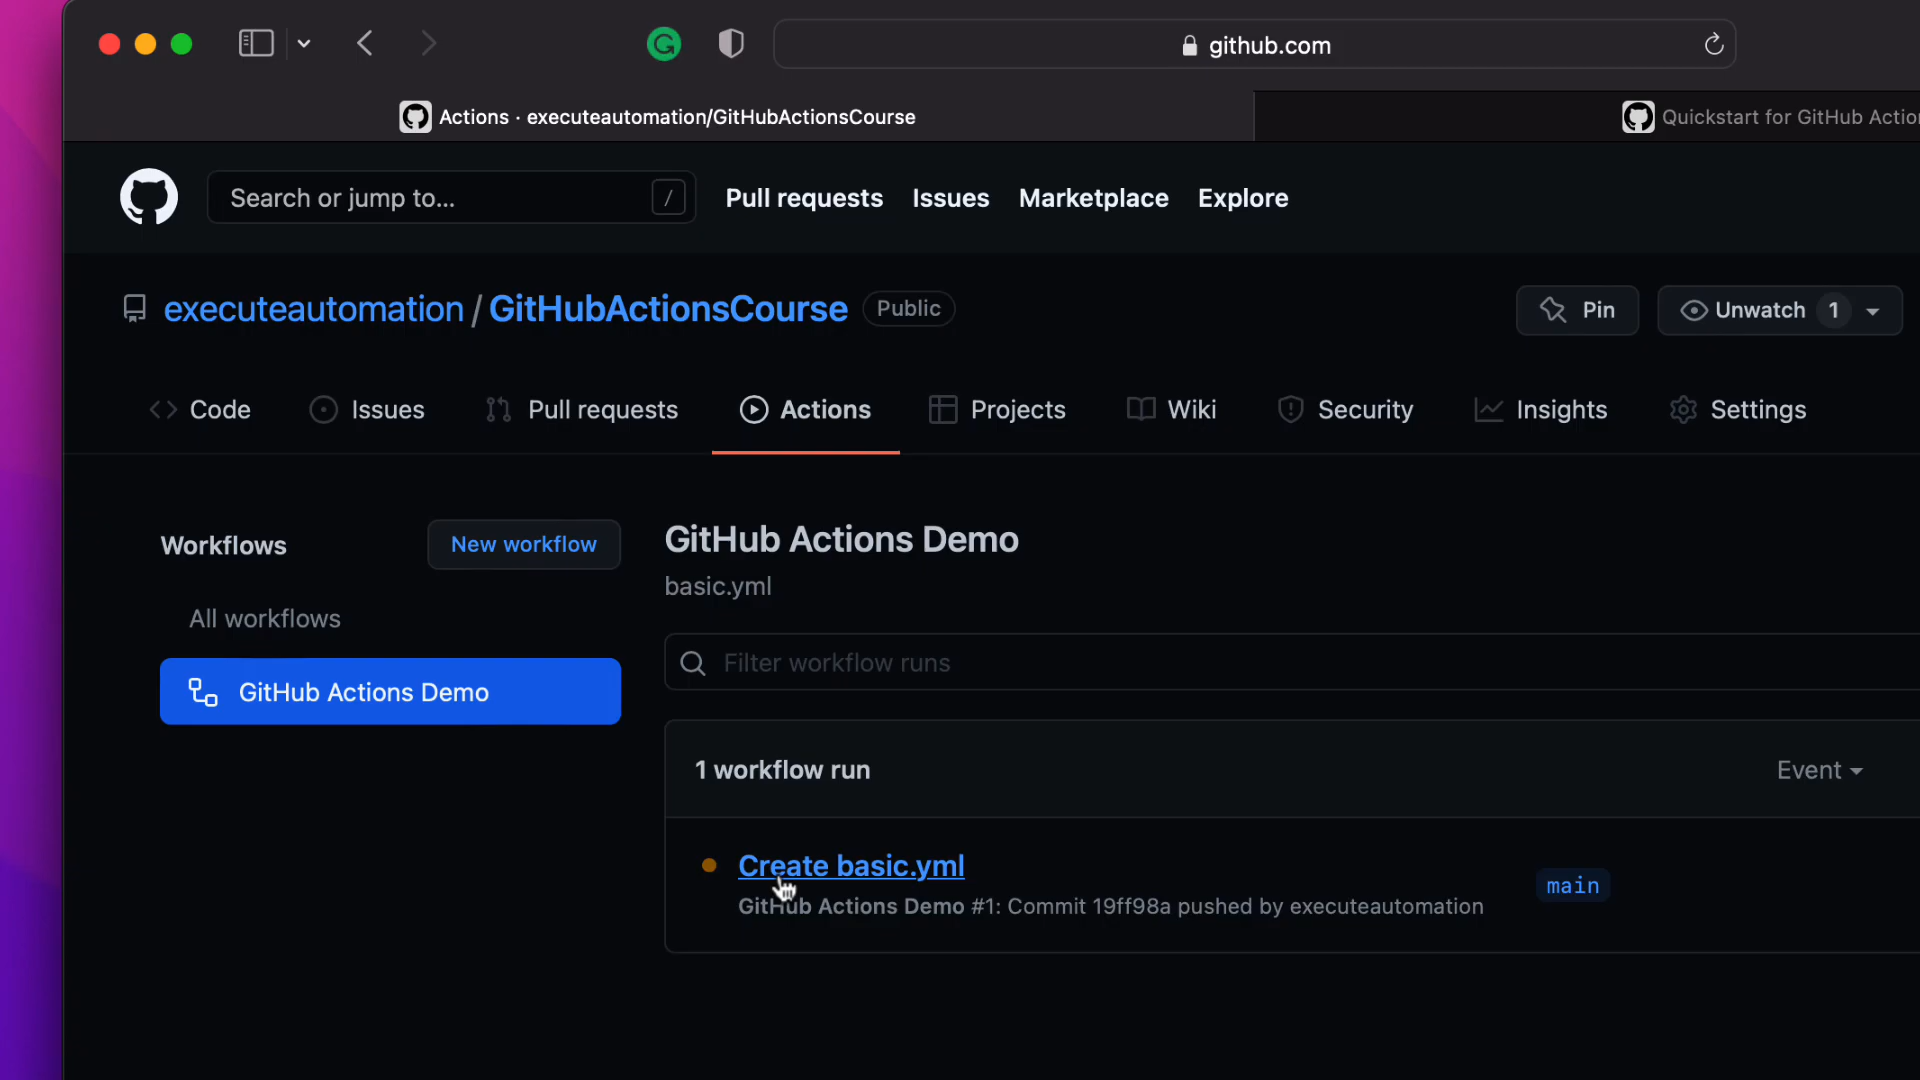 github.com
Actions · executeautomation/GitHubActionsCourse
Quickstart for GitHub Actio
Search or jump to... /
Pull requests Issues Marketplace Explore
executeautomation / GitHubActionsCourse Public
Pin
Unwatch 1
Code Issues Pull requests Actions Projects Wiki Security Insights Settings
Workflows
New workflow
All workflows
GitHub Actions Demo
GitHub Actions Demo
basic.yml
Filter workflow runs
1 workflow run
Event
Create basic.yml
GitHub Actions Demo #1: Commit 19ff98a pushed by executeautomation
main